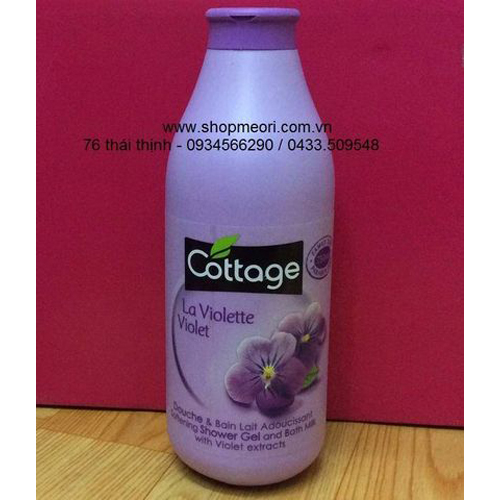 www.shopmeori.com.vn
76 thái thịnh - 0934566290 / 0433.509548
Cottage
La Violette
Violet
Douche & Bain Lait Adoucissant
Softening Shower Gel and Bath Milk
with Violet extracts